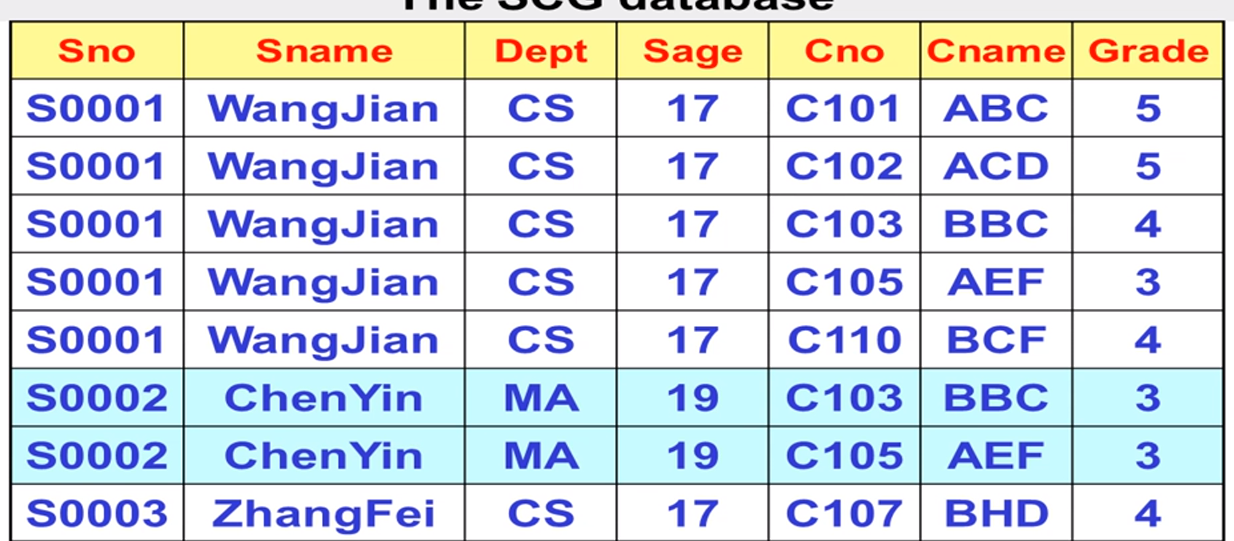 The SCG database
Sno Sname Dept Sage Cno Cname Grade
S0001 WangJian CS 17 C101 ABC 5
S0001 WangJian CS 17 C102 ACD 5
S0001 WangJian CS 17 C103 BBC 4
S0001 WangJian CS 17 C105 AEF 3
S0001 WangJian CS 17 C110 BCF 4
S0002 ChenYin MA 19 C103 BBC 3
S0002 ChenYin MA 19 C105 AEF 3
S0003 ZhangFei CS 17 C107 BHD 4